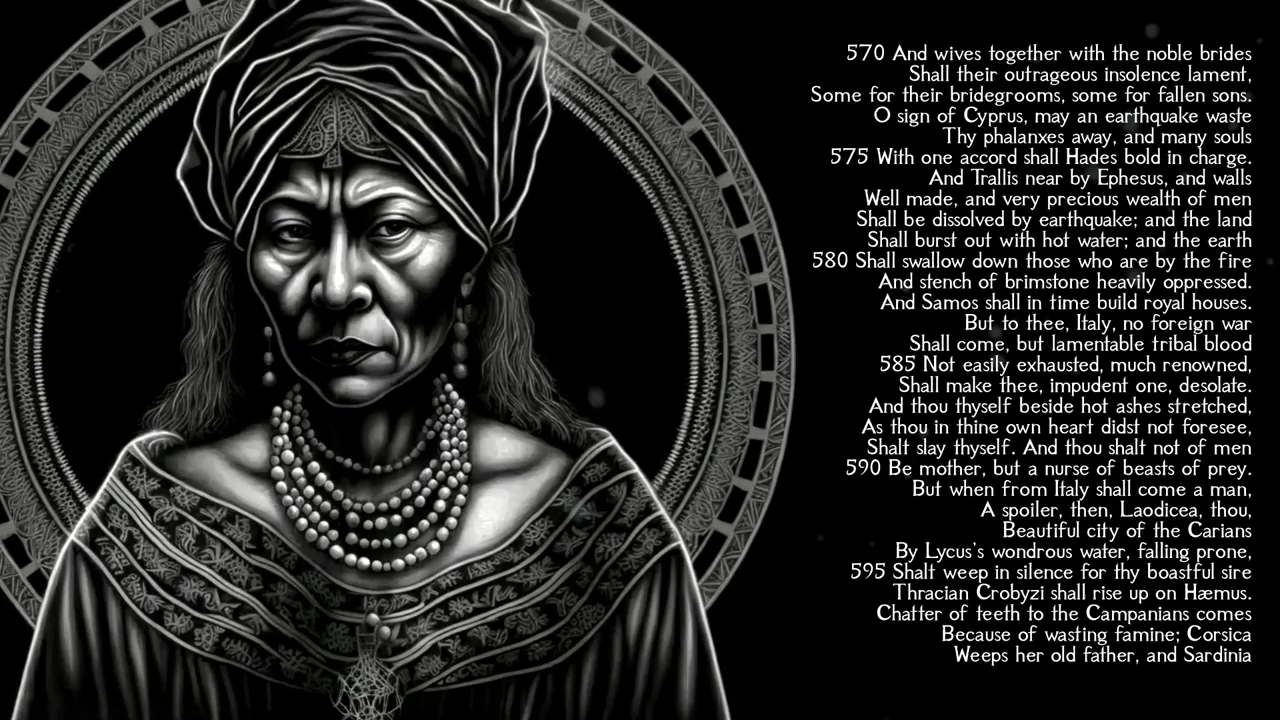 570 And wives together with the noble brides
Shall their outrageous insolence lament,
Some for their bridegrooms, some for fallen sons.
O sign of Cyprus, may an earthquake waste
Thy phalanxes away, and many souls
575 With one accord shall Hades bold in charge.
And Trallis near by Ephesus, and walls
Well made, and very precious wealth of men
Shall be dissolved by earthquake; and the land
Shall burst out with hot water; and the earth
580 Shall swallow down those who are by the fire
And stench of brimstone heavily oppressed.
And Samos shall in time build royal houses.
But to thee, Italy, no foreign war
Shall come, but lamentable tribal blood
585 Not easily exhausted, much renowned,
Shall make thee, impudent one, desolate.
And thou thyself beside hot ashes stretched,
As thou in thine own heart didst not foresee,
Shalt slay thyself. And thou shalt not of men
590 Be mother, but a nurse of beasts of prey.
But when from Italy shall come a man,
A spoiler, then, Laodicea, thou,
Beautiful city of the Carians
By Lycus's wondrous water, falling prone,
595 Shalt weep in silence for thy boastful sire
Thracian Crobyzi shall rise up on Hæmus.
Chatter of teeth to the Campanians comes
Because of wasting famine; Corsica
Weeps her old father, and Sardinia